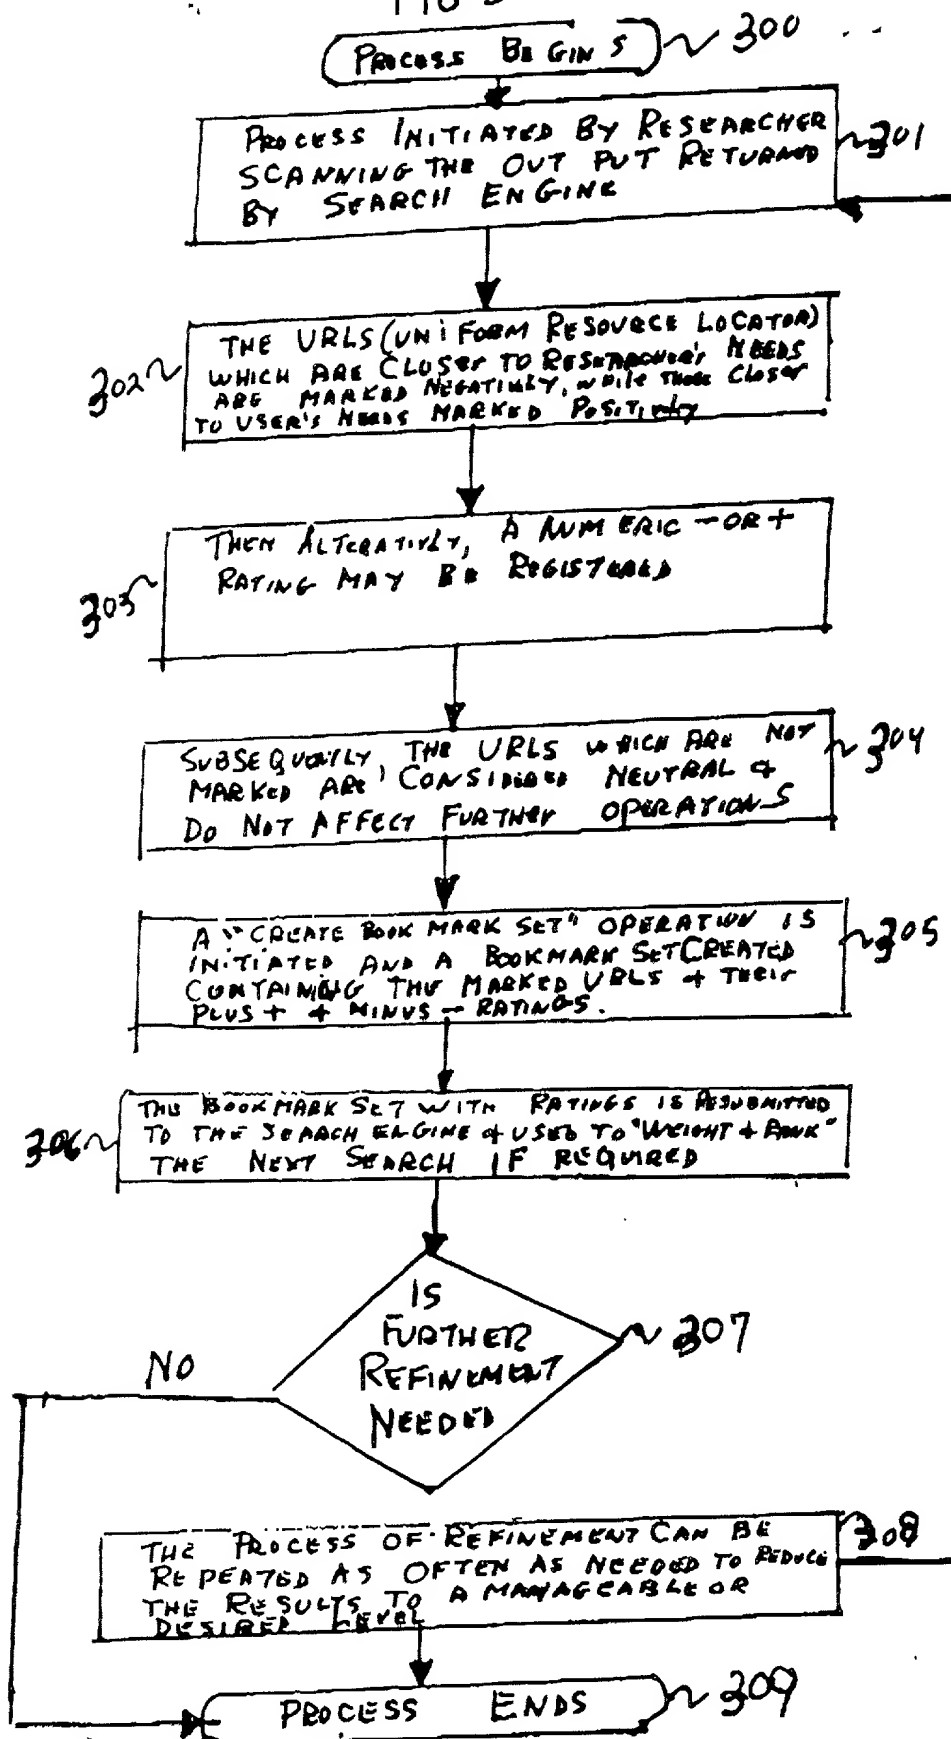 PROCESS BEGINS 300
PROCESS INITIATED BY RESEARCHER
SCANNING THE OUT PUT RETURNED
BY SEARCH ENGINE
301
THE URLS (UNIFORM RESOURCE LOCATOR)
WHICH ARE CLOSER TO RESEARCHER'S NEEDS
ARE MARKED NEGATIVELY, WHILE THOSE CLOSER
TO USER'S NEEDS MARKED POSITIVELY
302
THEN ALTERATIVLY, A NUMERIC - OR +
RATING MAY BE REGISTERED
303
SUBSEQUENTLY, THE URLS WHICH ARE NOT
MARKED ARE CONSIDERED NEUTRAL &
DO NOT AFFECT FURTHER OPERATIONS
304
A "CREATE BOOK MARK SET" OPERATION IS
INITIATED AND A BOOKMARK SET CREATED
CONTAINING THE MARKED URLS & THEIR
PLUS + & MINUS - RATINGS.
305
THIS BOOKMARK SET WITH RATINGS IS RESUBMITTED
TO THE SEARCH ENGINE & USED TO "WEIGHT & RANK"
THE NEXT SEARCH IF REQUIRED
306
IS
FURTHER
REFINEMENT
NEEDED
307
NO
THE PROCESS OF REFINEMENT CAN BE
REPEATED AS OFTEN AS NEEDED TO REDUCE
THE RESULTS TO A MANAGEABLE OR
DESIRED LEVEL
308
PROCESS ENDS 309